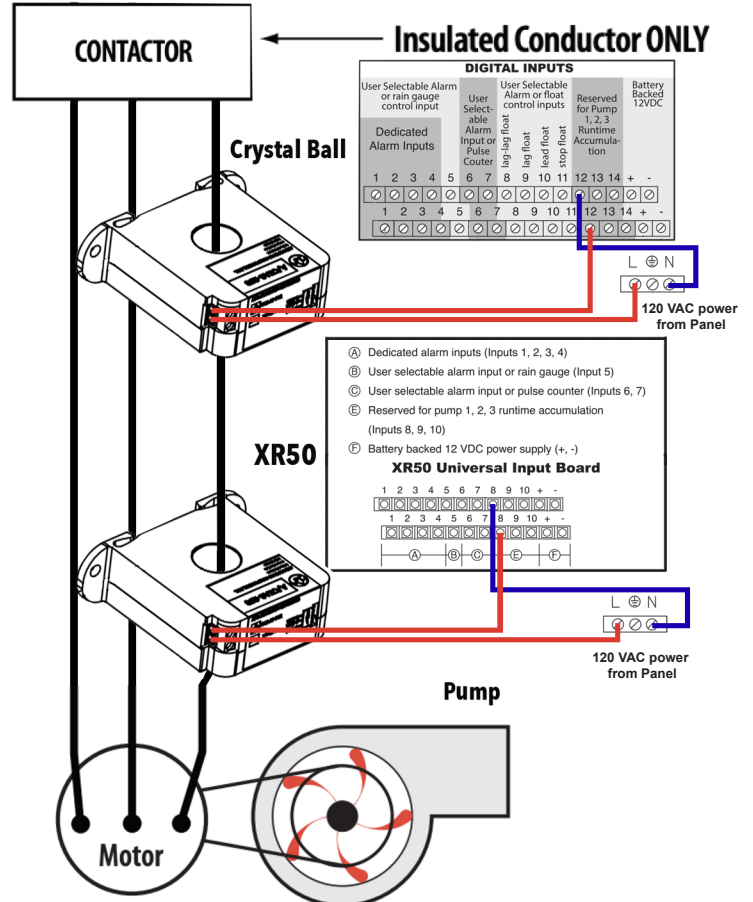 CONTACTOR
Insulated Conductor ONLY
DIGITAL INPUTS
User Selectable Alarm
or rain gauge
control input
Dedicated
Alarm Inputs
User
Select-
able
Alarm
Input or
Pulse
Couter
User Selectable
Alarm or float
control inputs
lag-lag float
lag float
lead float
stop float
Reserved
for Pump
1, 2, 3
Runtime
Accumula-
tion
Battery
Backed
12VDC
1 2 3 4 5 6 7 8 9 10 11 12 13 14 + -
1 2 3 4 5 6 7 8 9 10 11 12 13 14 + -
Crystal Ball
L N
120 VAC power
from Panel
A Dedicated alarm inputs (Inputs 1, 2, 3, 4)
B User selectable alarm input or rain gauge (Input 5)
C User selectable alarm input or pulse counter (Inputs 6, 7)
E Reserved for pump 1, 2, 3 runtime accumulation
(Inputs 8, 9, 10)
F Battery backed 12 VDC power supply (+, -)
XR50
XR50 Universal Input Board
1 2 3 4 5 6 7 8 9 10 + -
1 2 3 4 5 6 7 8 9 10 + -
A B C E F
L N
120 VAC power
from Panel
Pump
Motor